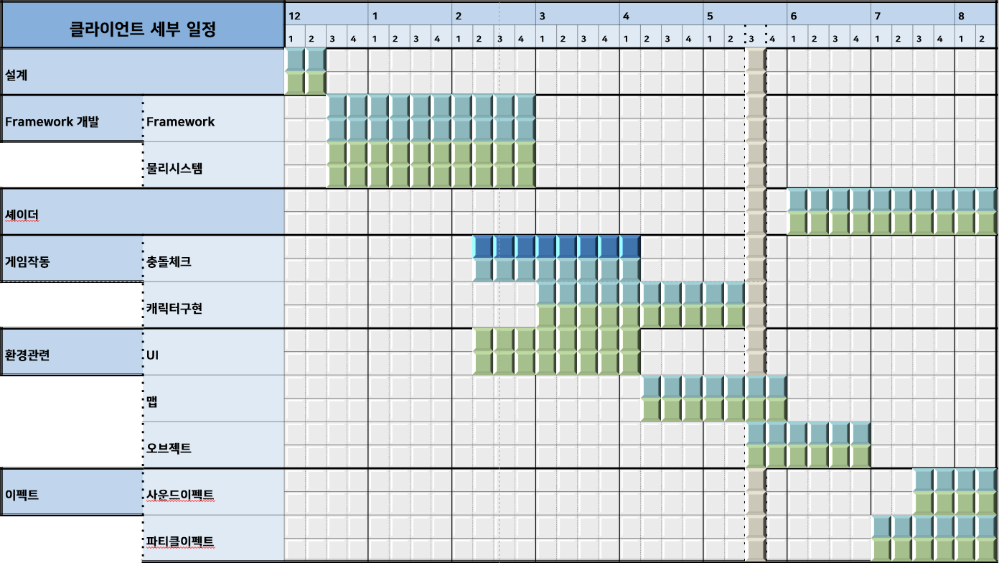 클라이언트 세부 일정
12 1 2 3 4 5 6 7 8
1 2 3 4 1 2 3 4 1 2 3 4 1 2 3 4 1 2 3 4 1 2 3 4 1 2 3 4 1 2 3 4 1 2
설계
Framework 개발 Framework
물리시스템
셰이더
게임작동 충돌체크
캐릭터구현
환경관련 UI
맵
오브젝트
이펙트 사운드이펙트
파티클이펙트